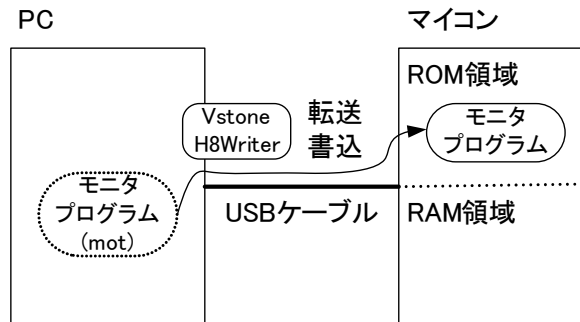 PC
マイコン
ROM領域
Vstone
H8Writer
転送
書込
モニタ
プログラム
モニタ
プログラム
(mot)
USBケーブル
RAM領域